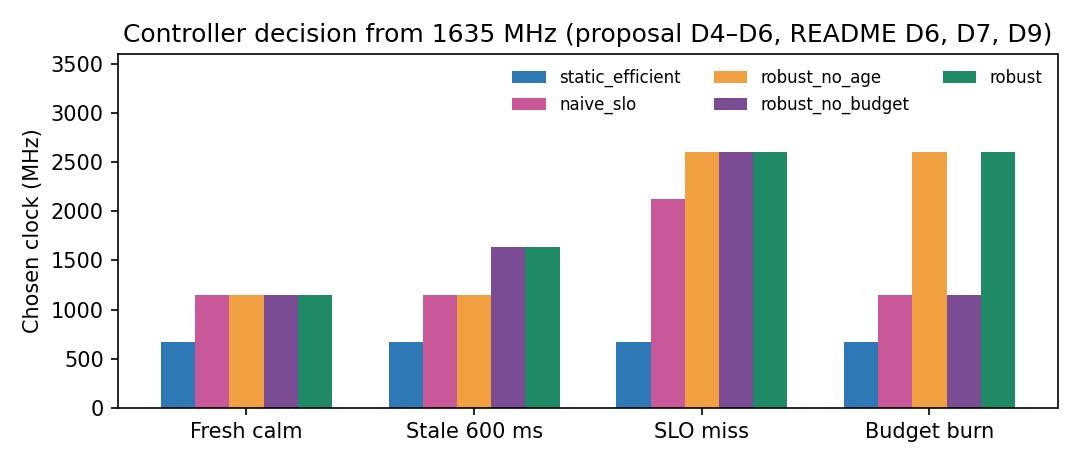 Controller decision from 1635 MHz (proposal D4–D6, README D6, D7, D9)
Chosen clock (MHz)
3500
3000
2500
2000
1500
1000
500
0
static_efficient
naive_slo
robust_no_age
robust_no_budget
robust
Fresh calm
Stale 600 ms
SLO miss
Budget burn